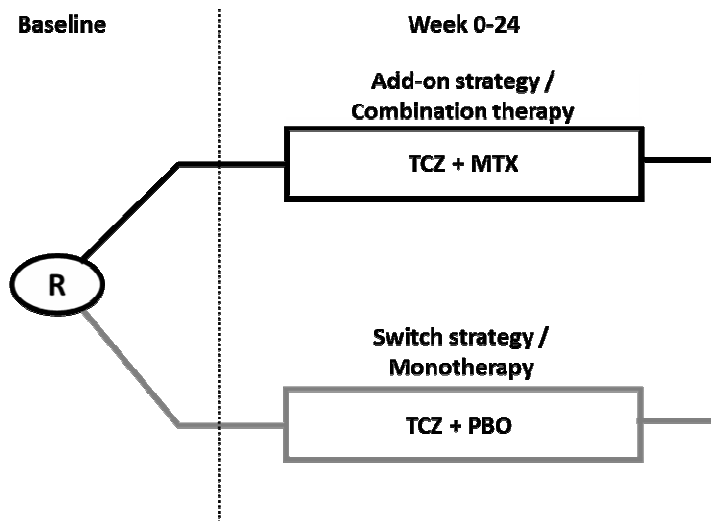 Baseline
Week 0-24
Add-on strategy /
Combination therapy
TCZ + MTX
R
Switch strategy /
Monotherapy
TCZ + PBO